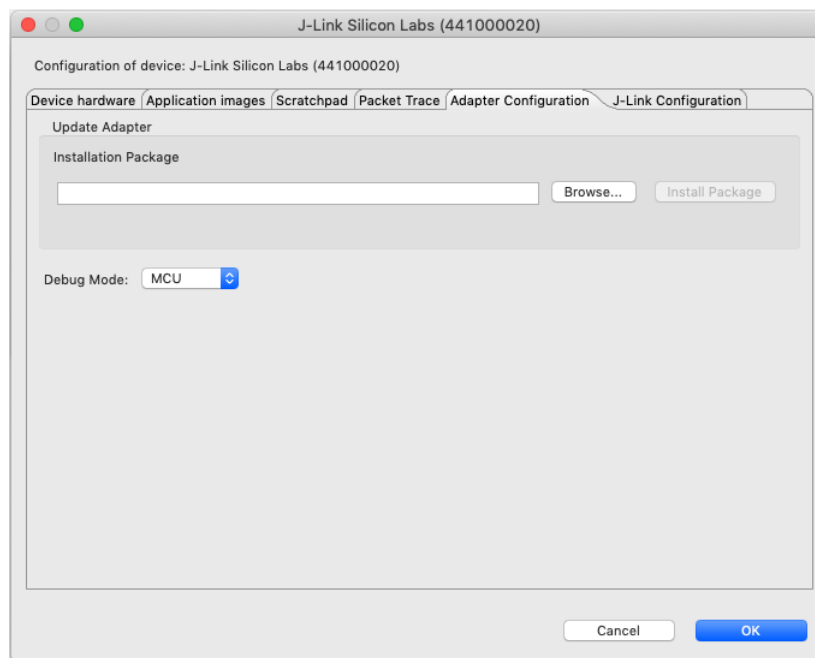 J-Link Silicon Labs (441000020)
Configuration of device: J-Link Silicon Labs (441000020)
Device hardware Application images Scratchpad Packet Trace Adapter Configuration J-Link Configuration
Update Adapter
Installation Package
Browse... Install Package
Debug Mode: MCU
Cancel OK